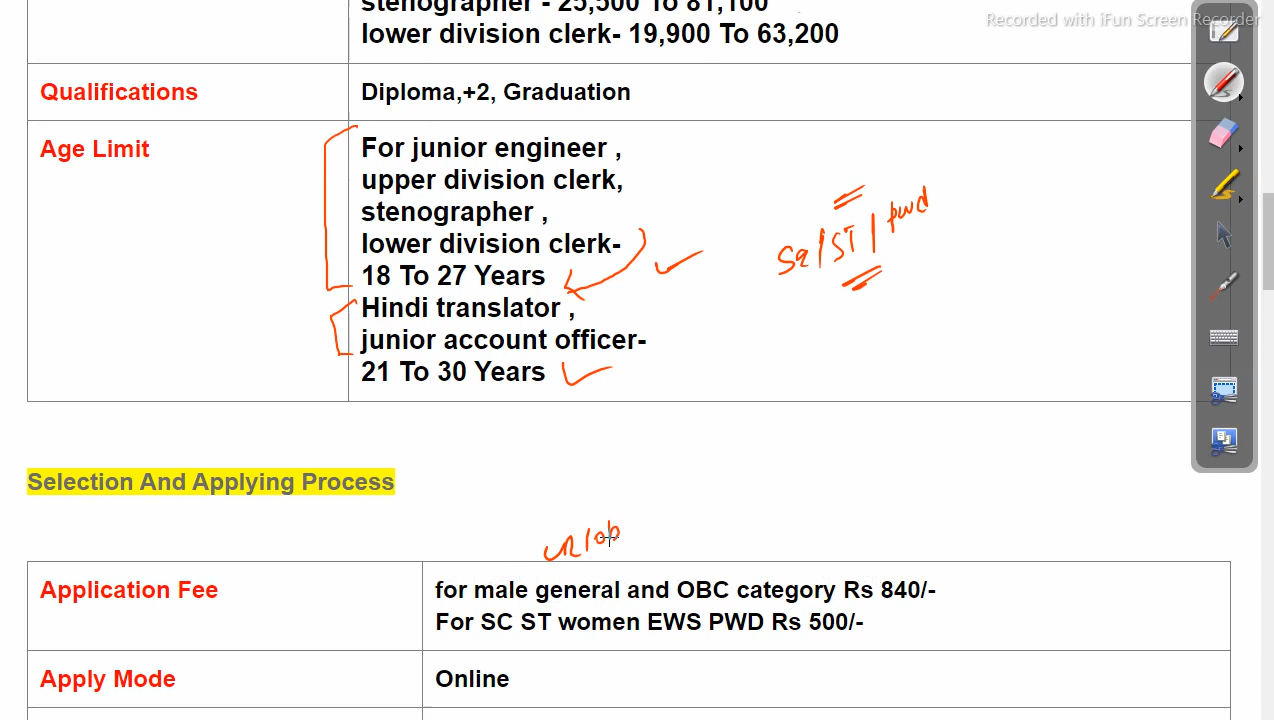 stenographer - 25,500 To 81,100
Recorded with iFun Screen Recorder
lower division clerk- 19,900 To 63,200
Qualifications
Diploma,+2, Graduation
Age Limit
For junior engineer ,
upper division clerk,
stenographer ,
lower division clerk-
18 To 27 Years
Hindi translator ,
junior account officer-
21 To 30 Years
/ST/pwd
Selection And Applying Process
UR/ob
Application Fee
for male general and OBC category Rs 840/-
For SC ST women EWS PWD Rs 500/-
Apply Mode
Online